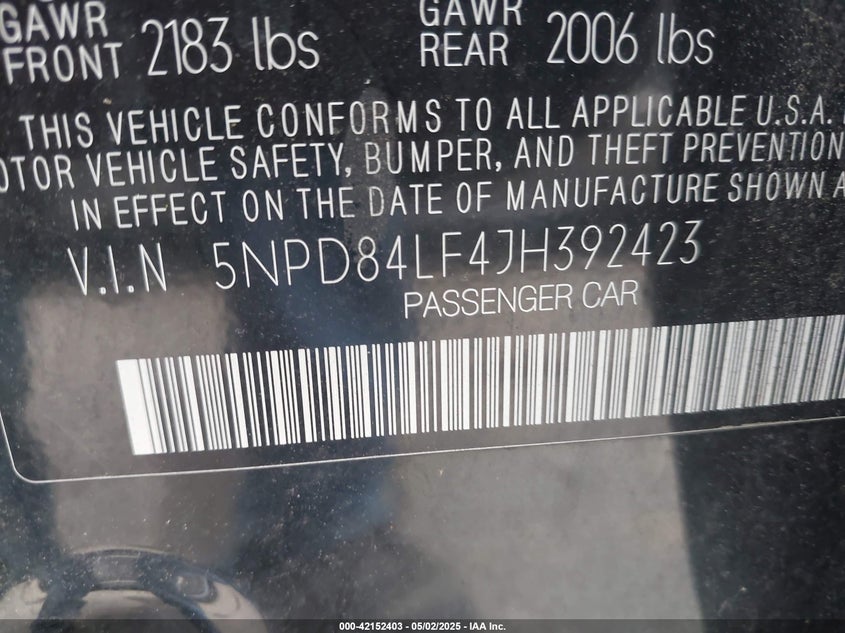 GAWR FRONT 2183 lbs GAWR REAR 2006 lbs
THIS VEHICLE CONFORMS TO ALL APPLICABLE U.S.A.
MOTOR VEHICLE SAFETY, BUMPER, AND THEFT PREVENTION
IN EFFECT ON THE DATE OF MANUFACTURE SHOWN
V.I.N 5NPD84LF4JH392423
PASSENGER CAR
000-42152403 - 05/02/2025 - IAA Inc.